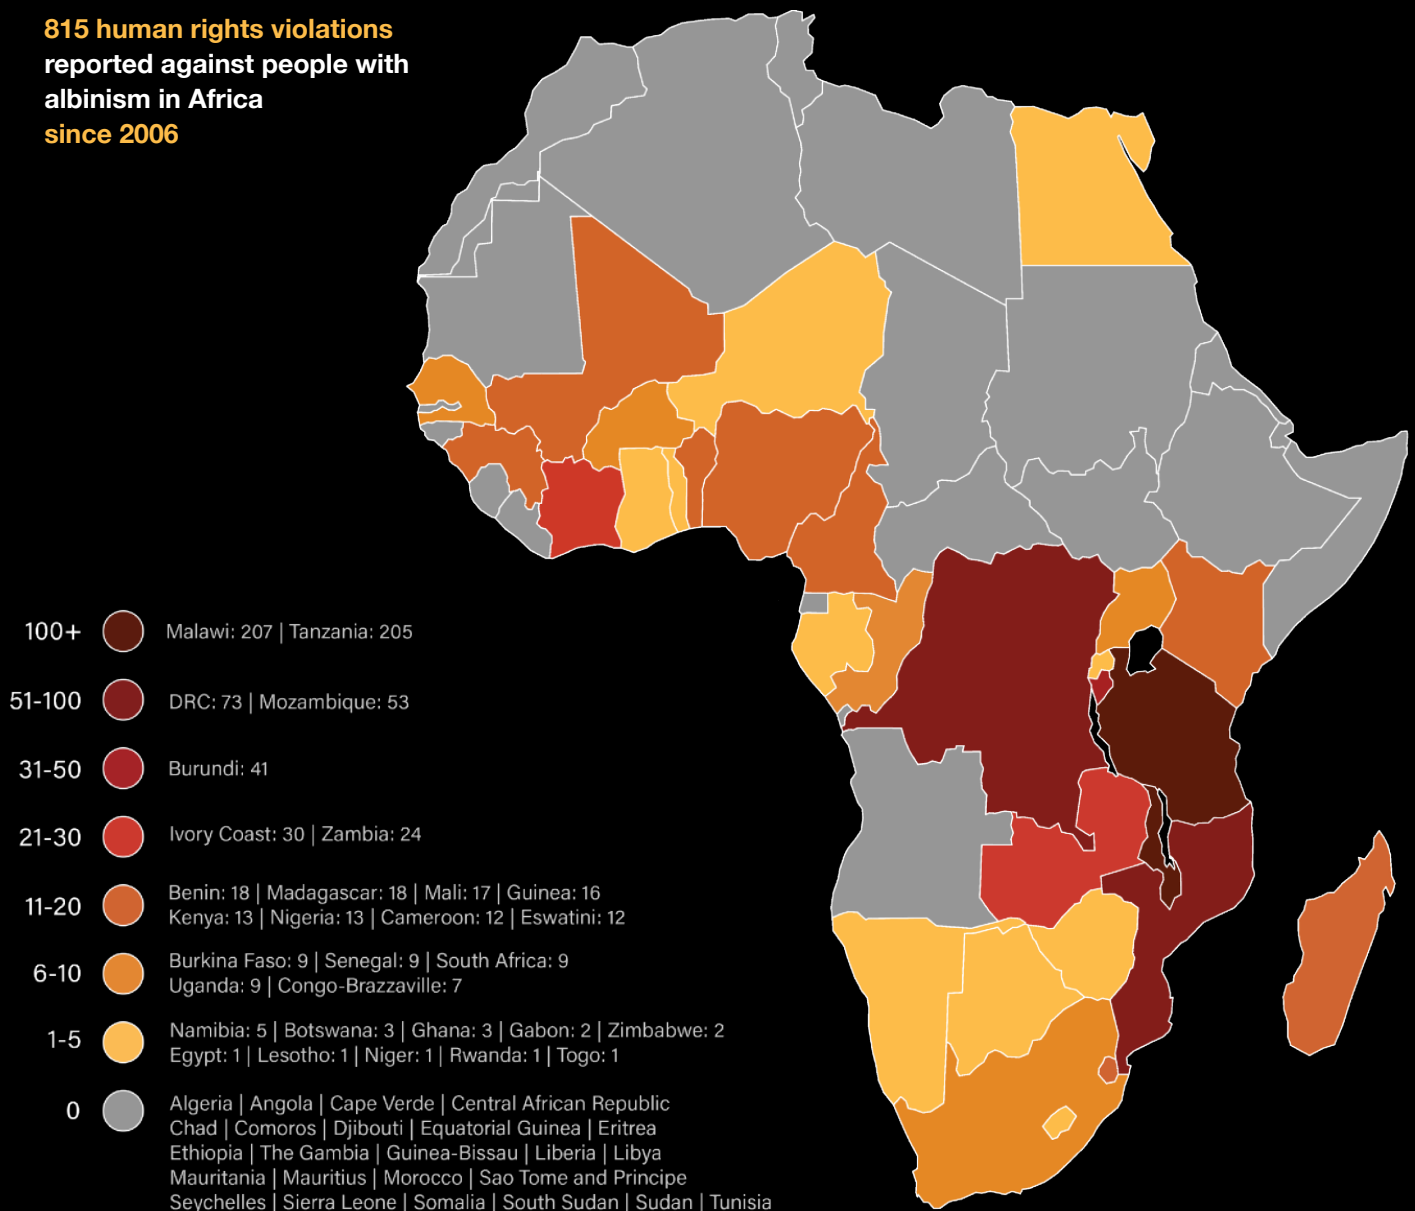 815 human rights violations
reported against people with
albinism in Africa
since 2006
100+ Malawi: 207 | Tanzania: 205
51-100 DRC: 73 | Mozambique: 53
31-50 Burundi: 41
21-30 Ivory Coast: 30 | Zambia: 24
11-20 Benin: 18 | Madagascar: 18 | Mali: 17 | Guinea: 16
Kenya: 13 | Nigeria: 13 | Cameroon: 12 | Eswatini: 12
6-10 Burkina Faso: 9 | Senegal: 9 | South Africa: 9
Uganda: 9 | Congo-Brazzaville: 7
1-5 Namibia: 5 | Botswana: 3 | Ghana: 3 | Gabon: 2 | Zimbabwe: 2
Egypt: 1 | Lesotho: 1 | Niger: 1 | Rwanda: 1 | Togo: 1
0 Algeria | Angola | Cape Verde | Central African Republic
Chad | Comoros | Djibouti | Equatorial Guinea | Eritrea
Ethiopia | The Gambia | Guinea-Bissau | Liberia | Libya
Mauritania | Mauritius | Morocco | Sao Tome and Principe
Seychelles | Sierra Leone | Somalia | South Sudan | Sudan | Tunisia